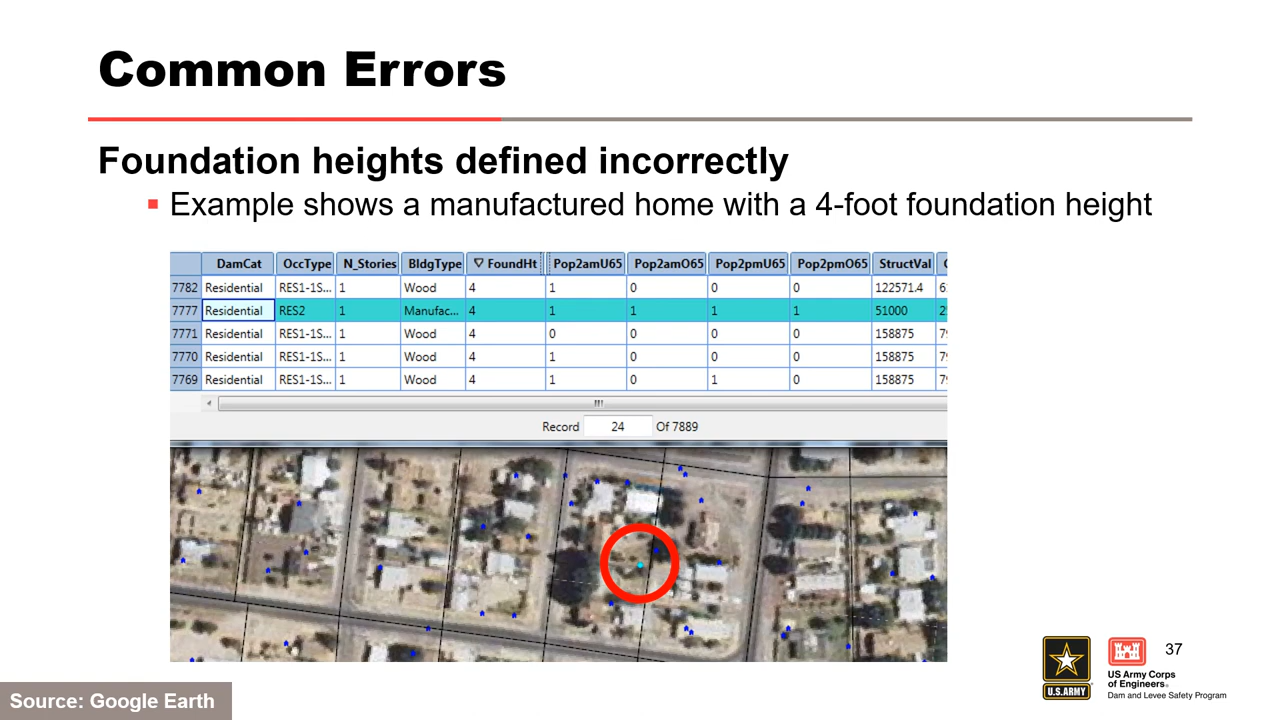 Common Errors
Foundation heights defined incorrectly
Example shows a manufactured home with a 4-foot foundation height
DamCat OccType N_Stories BldgType FoundHt Pop2amU65 Pop2amO65 Pop2pmU65 Pop2pmO65 StructVal
7782 Residential RES1-1S... 1 Wood 4 1 0 0 0 122571.4 6
7777 Residential RES2 1 Manufac... 4 1 1 1 1 51000 2
7771 Residential RES1-1S... 1 Wood 4 0 0 0 0 158875 7
7770 Residential RES1-1S... 1 Wood 4 1 0 0 0 158875 7
7769 Residential RES1-1S... 1 Wood 4 1 0 1 0 158875 7
Record 24 Of 7889
37
U.S.ARMY
US Army Corps
of Engineers®
Dam and Levee Safety Program
Source: Google Earth